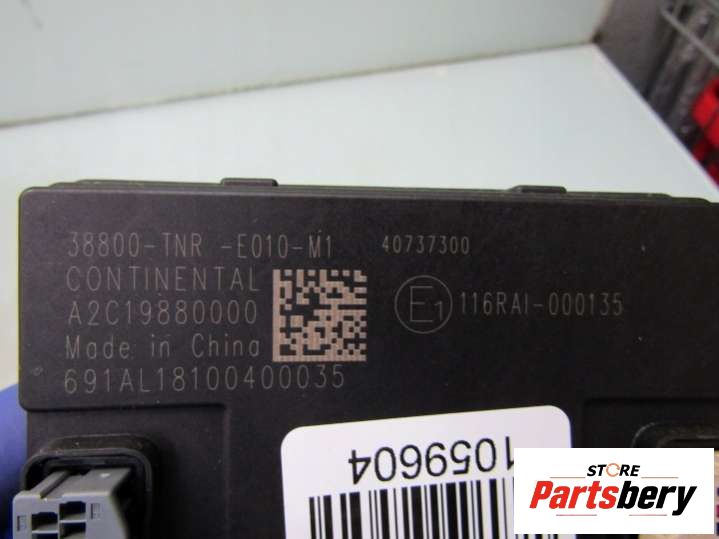 38800-TNR -E010-M1 40737300
CONTINENTAL
A2C19880000
E1 116RAI-000135
Made in China
691AL18100400035
1059604
STORE
Partsbery